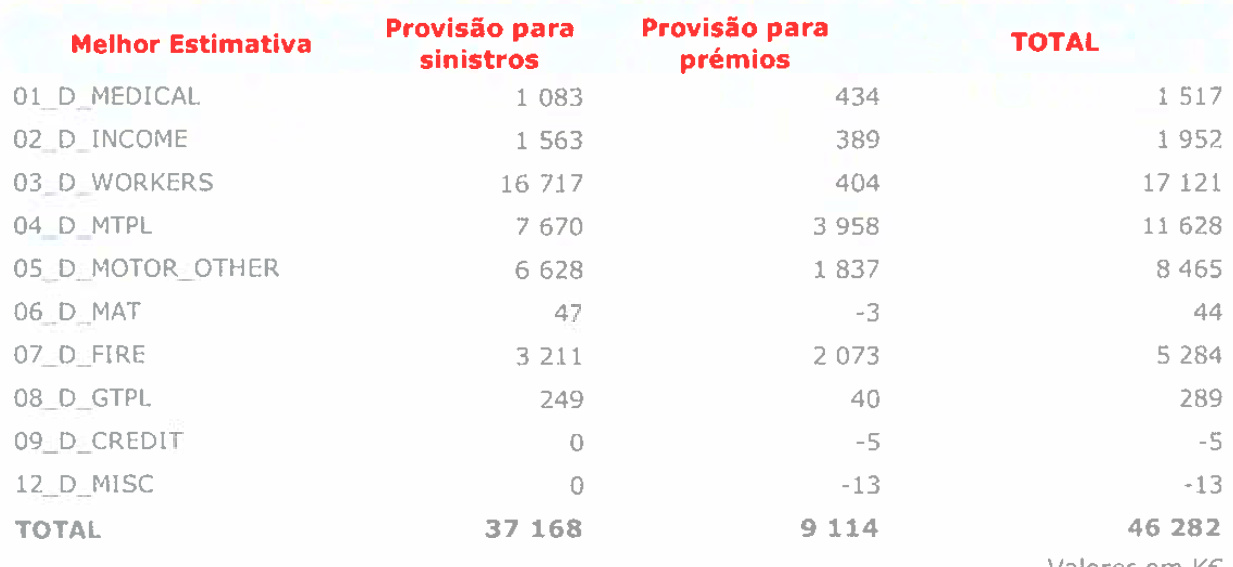 Melhor Estimativa Provisão para sinistros Provisão para prémios TOTAL
01_D_MEDICAL 1 083 434 1 517
02_D_INCOME 1 563 389 1 952
03_D_WORKERS 16 717 404 17 121
04_D_MTPL 7 670 3 958 11 628
05_D_MOTOR_OTHER 6 628 1 837 8 465
06_D_MAT 47 -3 44
07_D_FIRE 3 211 2 073 5 284
08_D_GTPL 249 40 289
09_D_CREDIT 0 -5 -5
12_D_MISC 0 -13 -13
TOTAL 37 168 9 114 46 282
Valores em K€